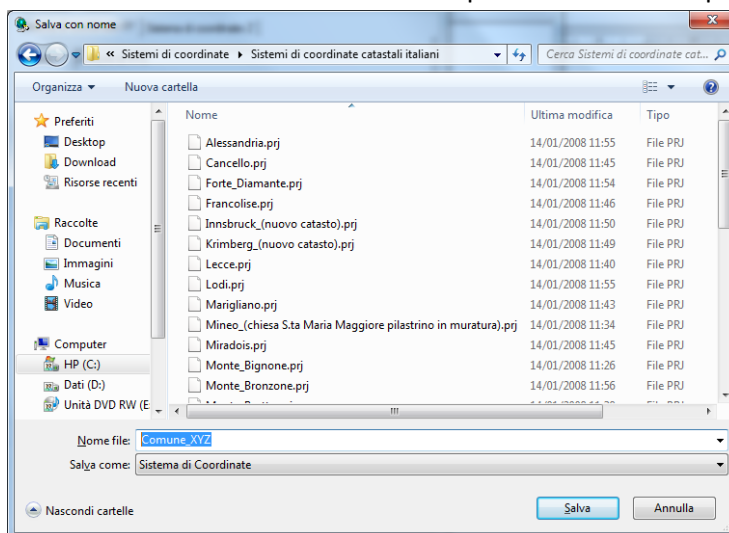 Salva con nome
« Sistemi di coordinate ▸ Sistemi di coordinate catastali italiani
Cerca Sistemi di coordinate cat...
Organizza Nuova cartella
Preferiti
Desktop
Download
Risorse recenti
Raccolte
Documenti
Immagini
Musica
Video
Computer
HP (C:)
Dati (D:)
Unità DVD RW (E
Nome Ultima modifica Tipo
Alessandria.prj 14/01/2008 11:55 File PRJ
Cancello.prj 14/01/2008 11:45 File PRJ
Forte_Diamante.prj 14/01/2008 11:54 File PRJ
Francolise.prj 14/01/2008 11:46 File PRJ
Innsbruck_(nuovo catasto).prj 14/01/2008 11:50 File PRJ
Krimberg_(nuovo catasto).prj 14/01/2008 11:49 File PRJ
Lecce.prj 14/01/2008 11:40 File PRJ
Lodi.prj 14/01/2008 11:55 File PRJ
Marigliano.prj 14/01/2008 11:43 File PRJ
Mineo_(chiesa S.ta Maria Maggiore pilastrino in muratura).prj 14/01/2008 11:34 File PRJ
Miradois.prj 14/01/2008 11:45 File PRJ
Monte_Bignone.prj 14/01/2008 11:26 File PRJ
Monte_Bronzone.prj 14/01/2008 11:56 File PRJ
Nome file: Comune_XYZ
Salva come: Sistema di Coordinate
Nascondi cartelle
Salva Annulla